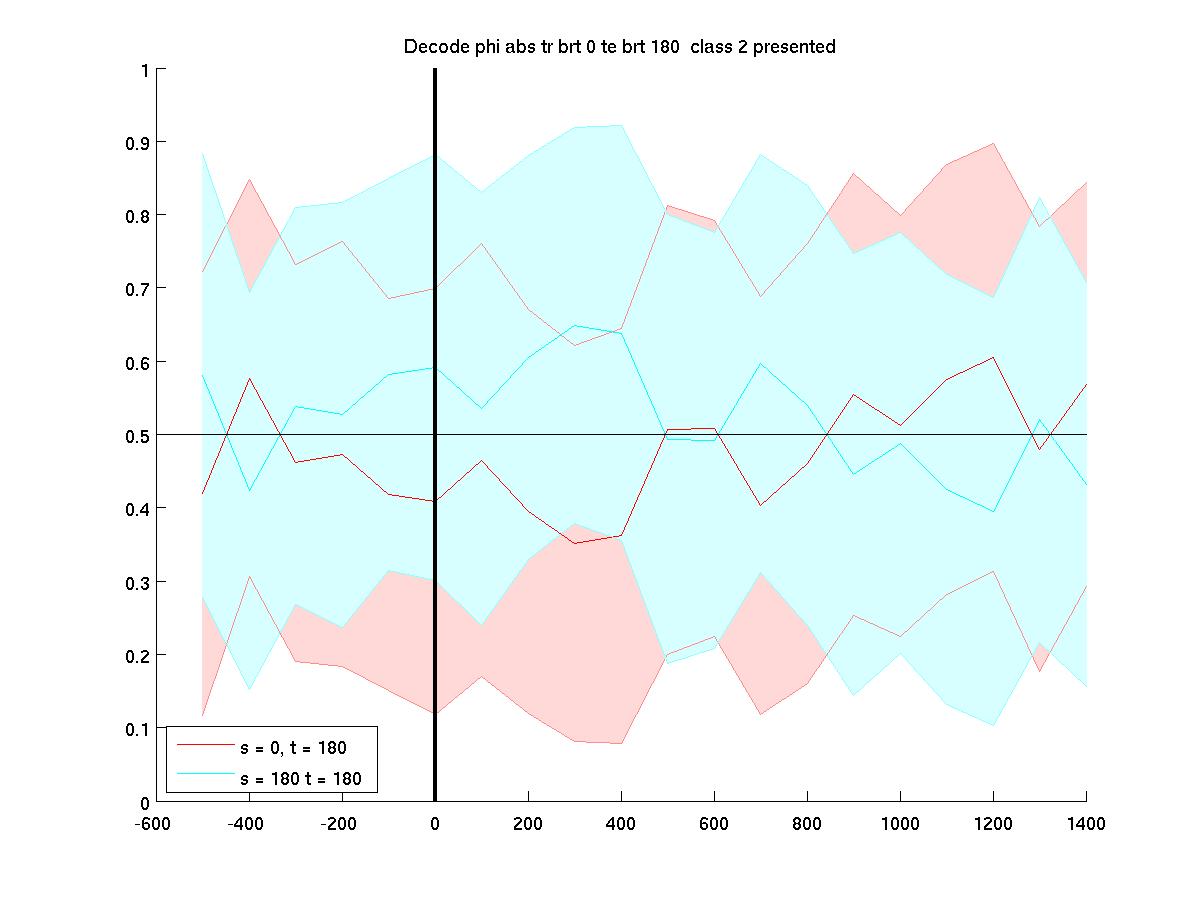 Decode phi abs tr brt 0 te brt 180  class 2 presented
1
0.9
0.8
0.7
0.6
0.5
0.4
0.3
0.2
0.1
0
s = 0, t = 180
s = 180 t = 180
-600 -400 -200 0 200 400 600 800 1000 1200 1400